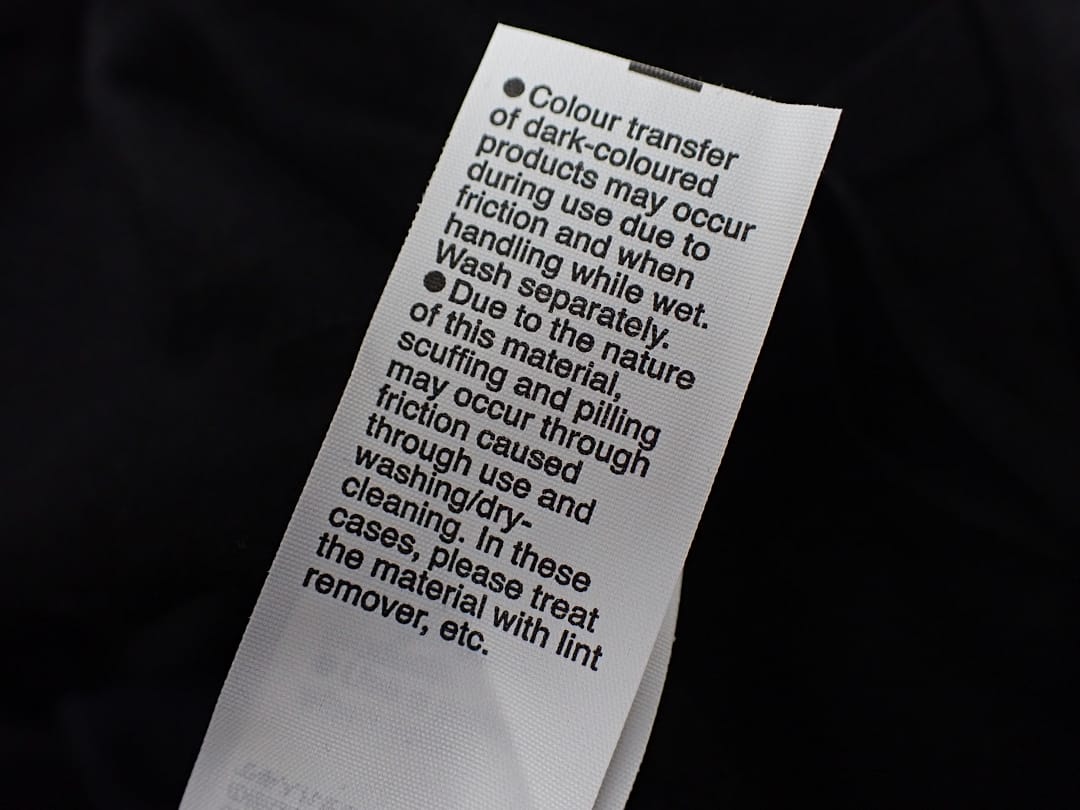 ●Colour transfer
of dark-coloured
products may occur
during use due to
friction and when
handling while wet.
Wash separately.
●Due to the nature
of this material,
scuffing and pilling
may occur through
friction caused
through use and
washing/dry-
cleaning. In these
cases, please treat
the material with lint
remover, etc.